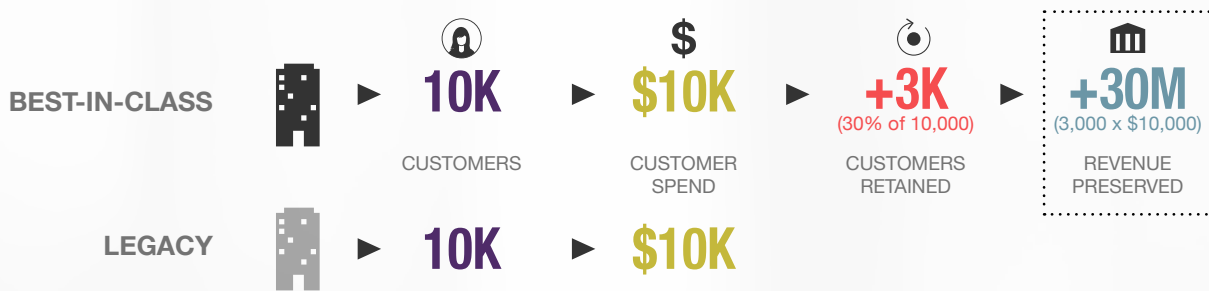 $
BEST-IN-CLASS
10K
$10K
+3K
+30M
(30% of 10,000)
(3,000 x $10,000)
CUSTOMERS
CUSTOMER
SPEND
CUSTOMERS
RETAINED
REVENUE
PRESERVED
LEGACY
10K
$10K